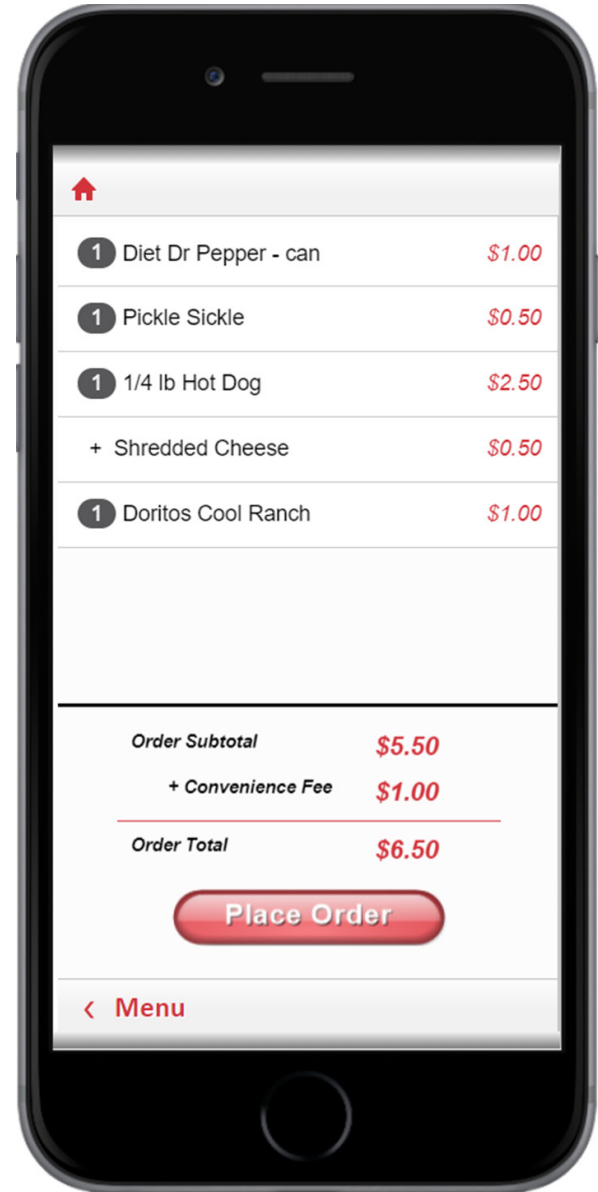 1 Diet Dr Pepper - can $1.00
1 Pickle Sickle $0.50
1 1/4 lb Hot Dog $2.50
+ Shredded Cheese $0.50
1 Doritos Cool Ranch $1.00
Order Subtotal $5.50
+ Convenience Fee $1.00
Order Total $6.50
Place Order
< Menu